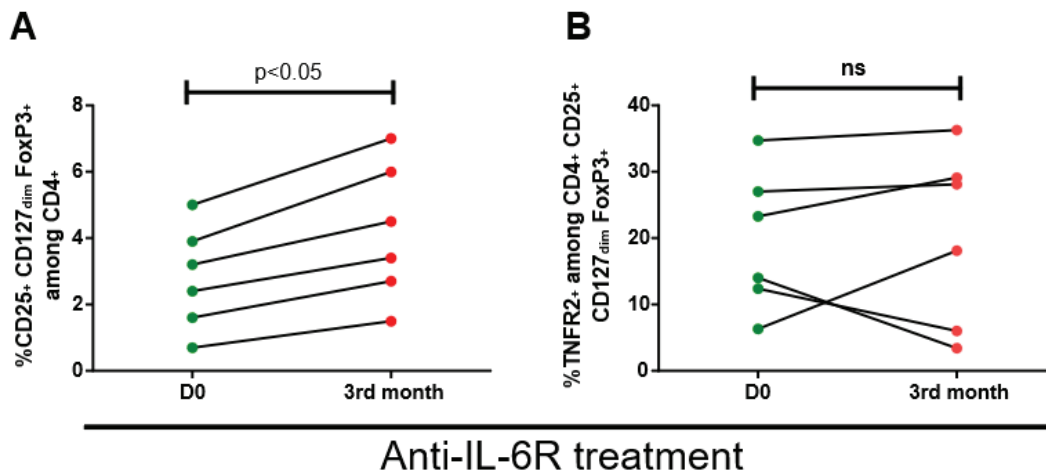 A
p<0.05
%CD25+ CD127dim FoxP3+
among CD4+
8
6
4
2
0
D0
3rd month
B
ns
%TNFR2+ among CD4+ CD25+
CD127dim FoxP3+
40
30
20
10
0
D0
3rd month
Anti-IL-6R treatment